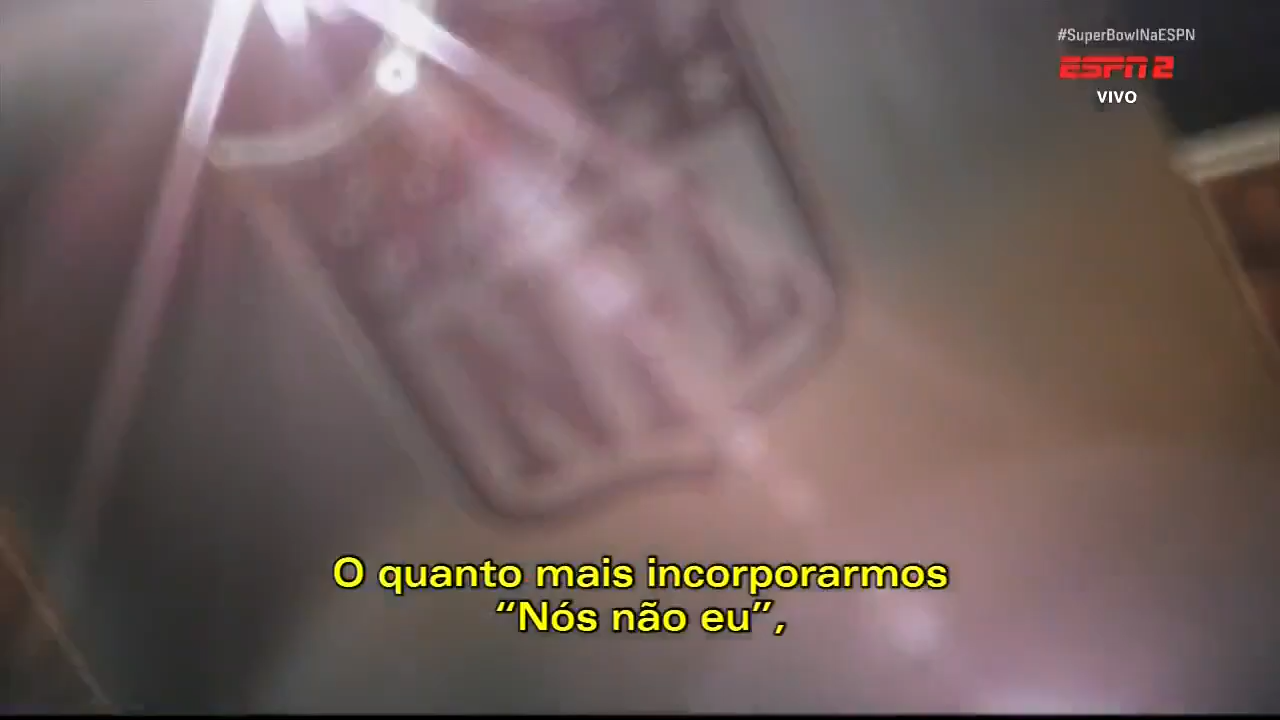 #SuperBowlNaESPN
ESPN 2
VIVO
O quanto mais incorporarmos
“Nós não eu”,